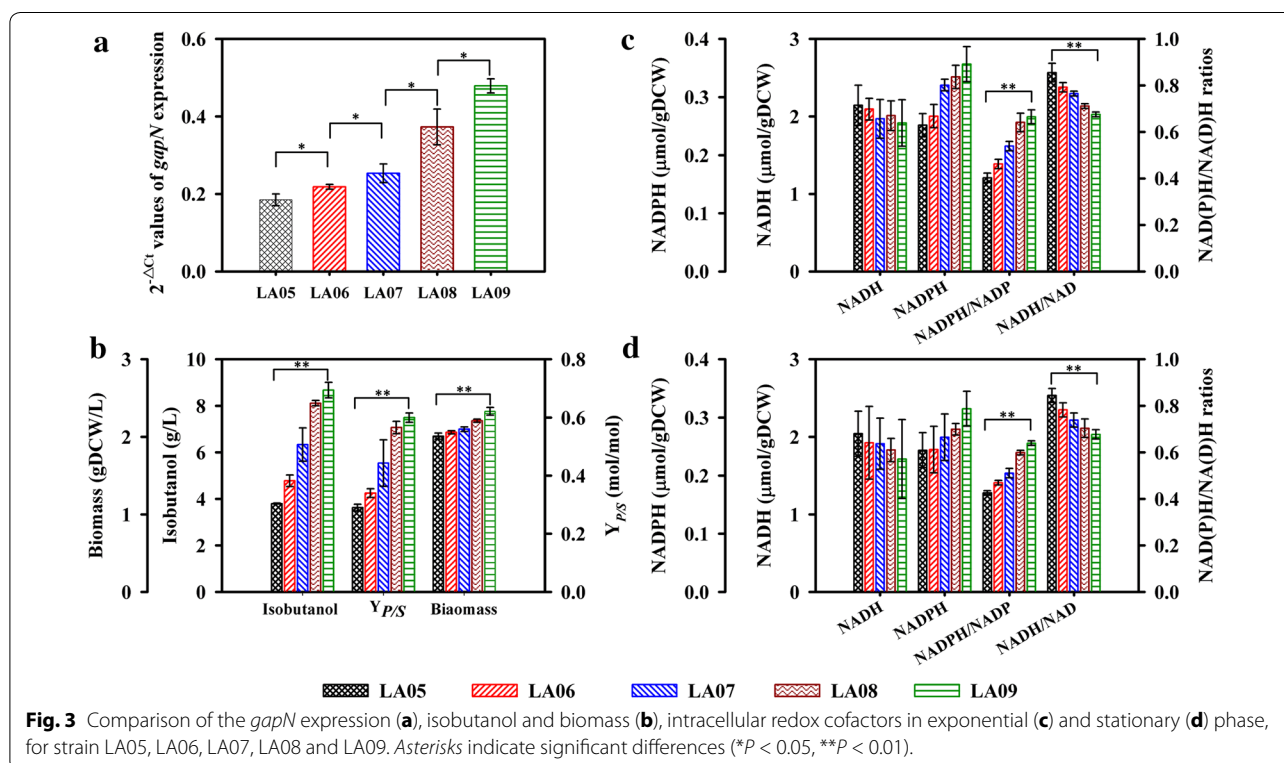 a
2^-ΔCt values of gapN expression
0.6
0.4
0.2
0.0
*
*
*
*
LA05 LA06 LA07 LA08 LA09
c
NADPH (µmol/gDCW)
0.4
0.3
0.2
0.1
0.0
NADH (µmol/gDCW)
3
2
1
0
**
**
1.0
0.8
0.6
0.4
0.2
0.0
NAD(P)H/NA(D)H ratios
NADH NADPH NADPH/NADP NADH/NAD
b
Biomass (gDCW/L)
3
2
1
0
Isobutanol (g/L)
10
8
6
4
2
0
**
**
**
0.8
0.6
0.4
0.2
0.0
Y_P/S (mol/mol)
Isobutanol Y_P/S Biaomass
d
NADPH (µmol/gDCW)
0.4
0.3
0.2
0.1
0.0
NADH (µmol/gDCW)
3
2
1
0
**
**
1.0
0.8
0.6
0.4
0.2
0.0
NAD(P)H/NA(D)H ratios
NADH NADPH NADPH/NADP NADH/NAD
LA05 LA06 LA07 LA08 LA09
Fig. 3 Comparison of the gapN expression (a), isobutanol and biomass (b), intracellular redox cofactors in exponential (c) and stationary (d) phase,
for strain LA05, LA06, LA07, LA08 and LA09. Asterisks indicate significant differences (*P < 0.05, **P < 0.01).